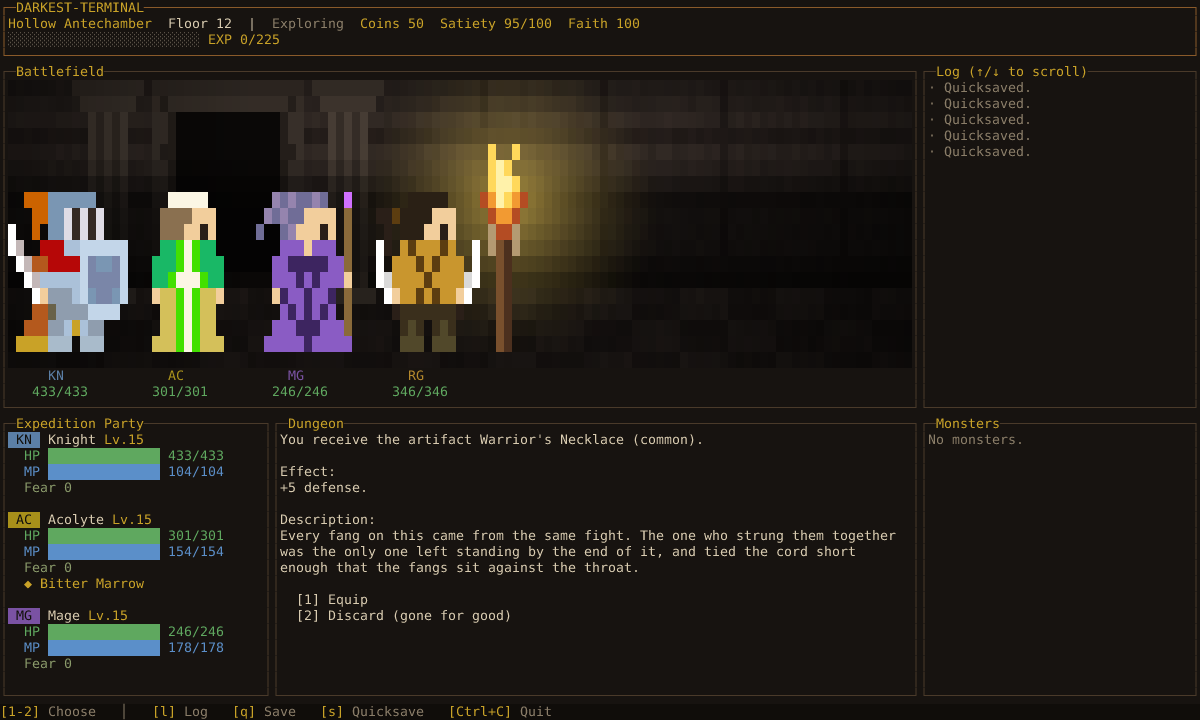 DARKEST-TERMINAL
Hollow Antechamber  Floor 12  |  Exploring  Coins 50  Satiety 95/100  Faith 100
EXP 0/225
Battlefield
KN AC MG RG
433/433 301/301 246/246 346/346
Log (↑/↓ to scroll)
· Quicksaved.
· Quicksaved.
· Quicksaved.
· Quicksaved.
· Quicksaved.
Expedition Party
KN Knight Lv.15
HP 433/433
MP 104/104
Fear 0
AC Acolyte Lv.15
HP 301/301
MP 154/154
Fear 0
◆ Bitter Marrow
MG Mage Lv.15
HP 246/246
MP 178/178
Fear 0
Dungeon
You receive the artifact Warrior's Necklace (common).
Effect:
+5 defense.
Description:
Every fang on this came from the same fight. The one who strung them together
was the only one left standing by the end of it, and tied the cord short
enough that the fangs sit against the throat.
[1] Equip
[2] Discard (gone for good)
Monsters
No monsters.
[1-2] Choose │ [l] Log [q] Save [s] Quicksave [Ctrl+C] Quit